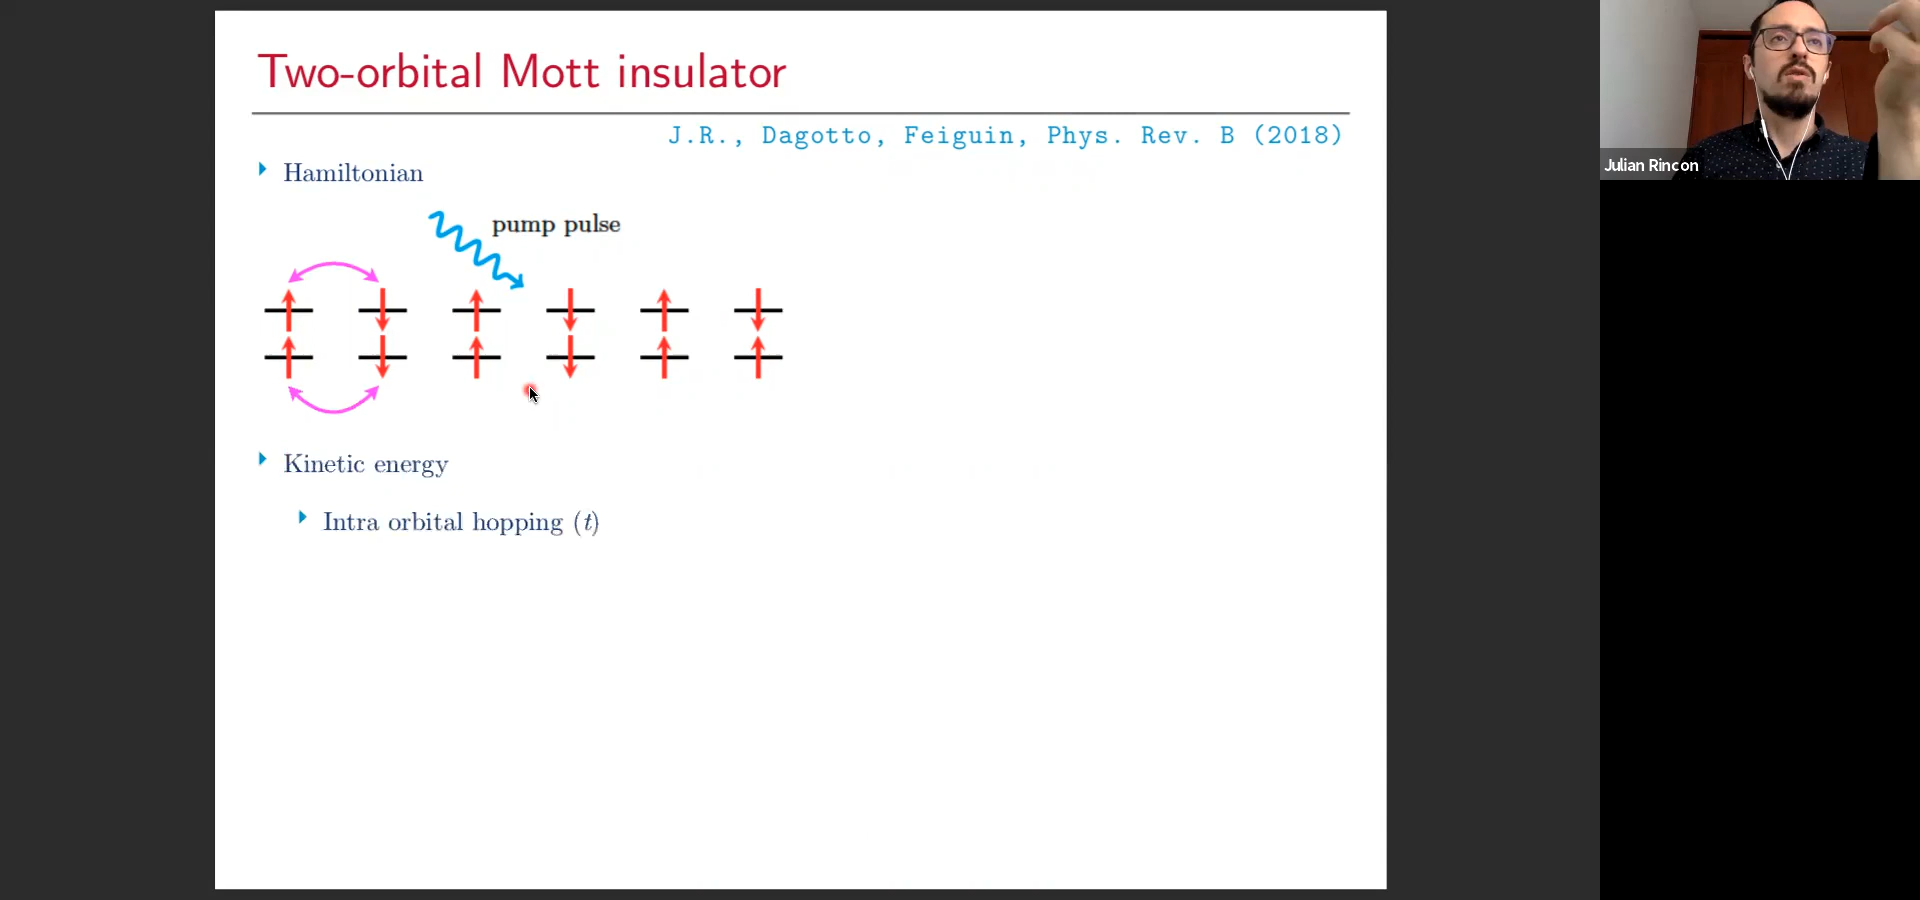 Two-orbital Mott insulator
J.R., Dagotto, Feiguin, Phys. Rev. B (2018)
Hamiltonian
pump pulse
Kinetic energy
Intra orbital hopping (t)
Julian Rincon